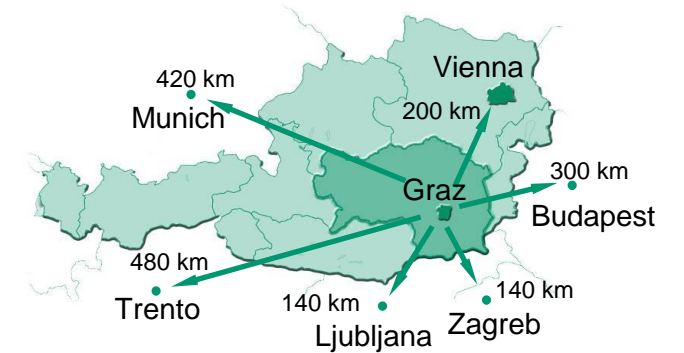 Vienna
420 km
Munich
200 km
Graz
300 km
Budapest
480 km
Trento
140 km
Ljubljana
140 km
Zagreb